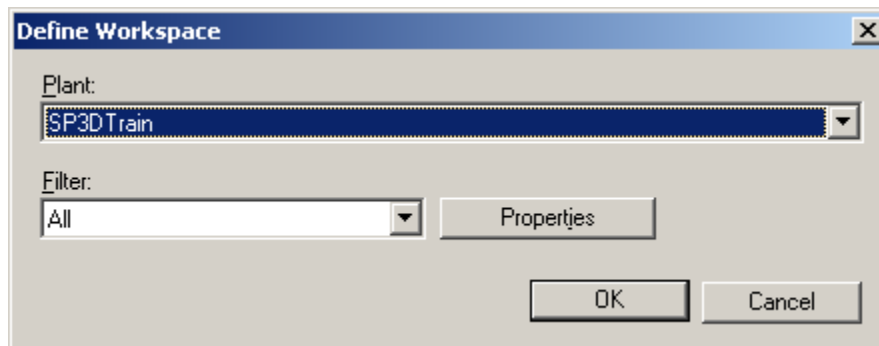 Define Workspace
Plant:
SP3DTrain
Filter:
All
Properties
OK
Cancel